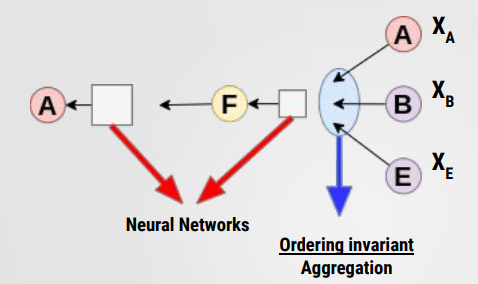 A X_A
B X_B
E X_E
A
F
Neural Networks
Ordering invariant
Aggregation